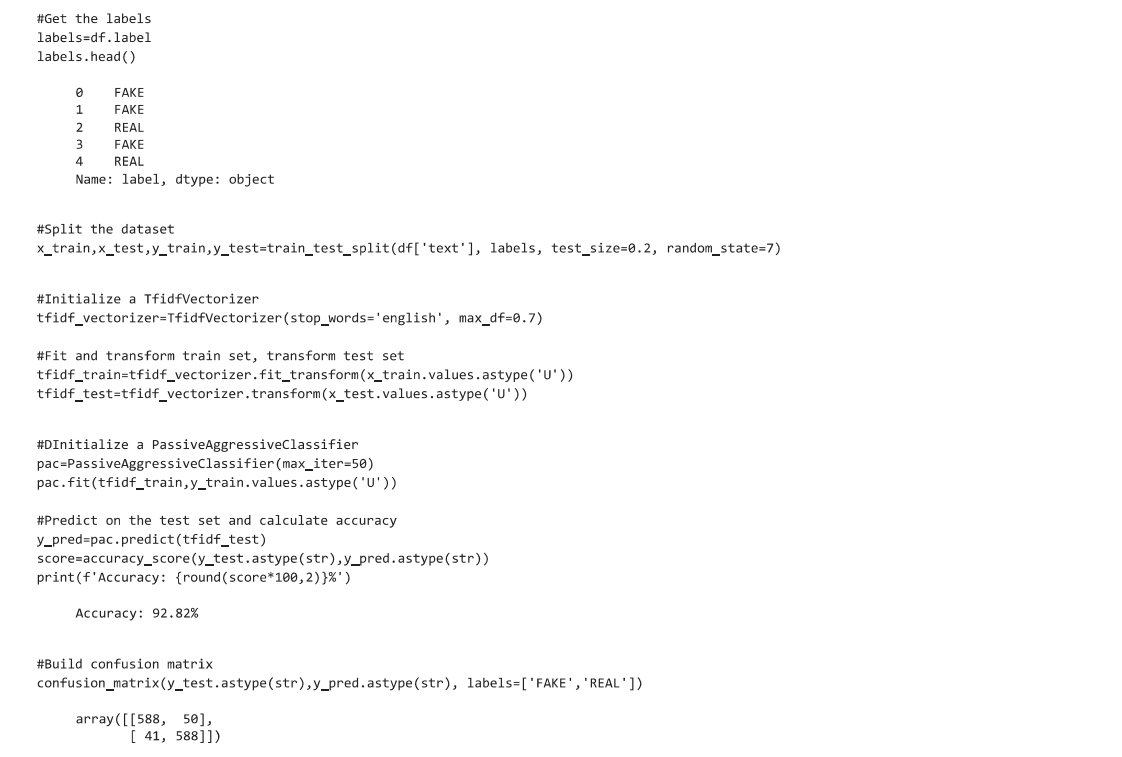 #Get the labels
labels=df.label
labels.head()
0    FAKE
1    FAKE
2    REAL
3    FAKE
4    REAL
Name: label, dtype: object
#Split the dataset
x_train,x_test,y_train,y_test=train_test_split(df['text'], labels, test_size=0.2, random_state=7)
#Initialize a TfidfVectorizer
tfidf_vectorizer=TfidfVectorizer(stop_words='english', max_df=0.7)
#Fit and transform train set, transform test set
tfidf_train=tfidf_vectorizer.fit_transform(x_train.values.astype('U'))
tfidf_test=tfidf_vectorizer.transform(x_test.values.astype('U'))
#DInitialize a PassiveAggressiveClassifier
pac=PassiveAggressiveClassifier(max_iter=50)
pac.fit(tfidf_train,y_train.values.astype('U'))
#Predict on the test set and calculate accuracy
y_pred=pac.predict(tfidf_test)
score=accuracy_score(y_test.astype(str),y_pred.astype(str))
print(f'Accuracy: {round(score*100,2)}%')
Accuracy: 92.82%
#Build confusion matrix
confusion_matrix(y_test.astype(str),y_pred.astype(str), labels=['FAKE','REAL'])
array([[588,  50],
       [ 41, 588]])